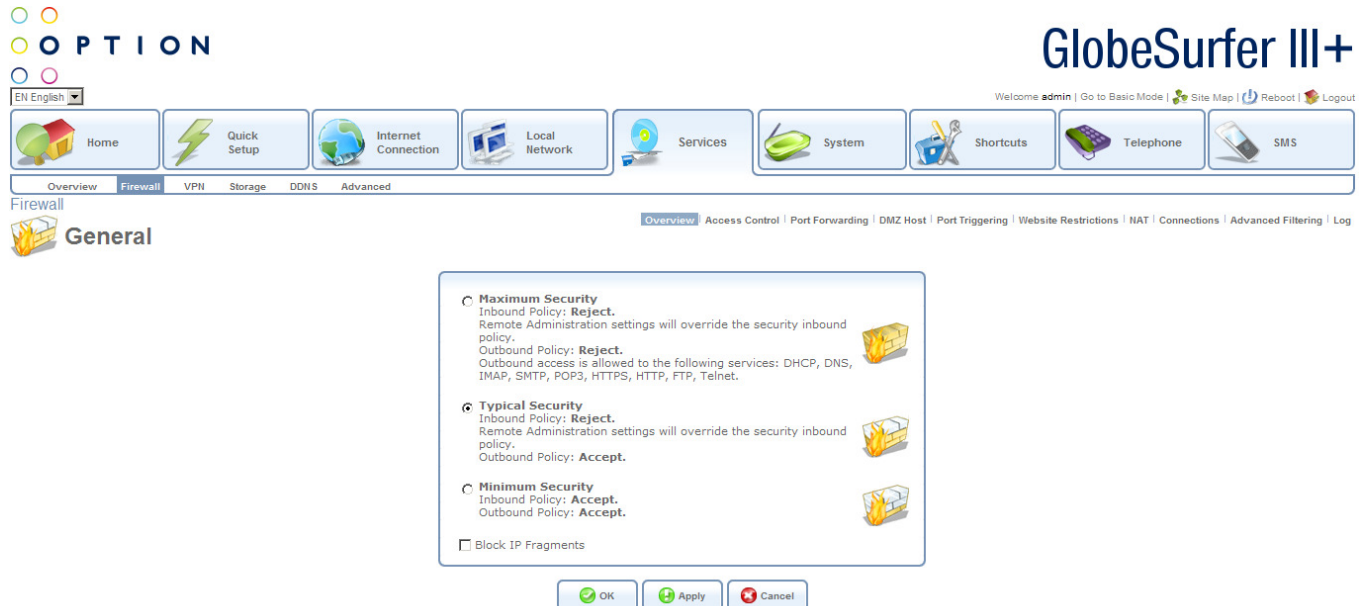 OPTION
GlobeSurfer III+
EN English
Welcome admin | Go to Basic Mode | Site Map | Reboot | Logout
Home
Quick Setup
Internet Connection
Local Network
Services
System
Shortcuts
Telephone
SMS
Overview Firewall VPN Storage DDNS Advanced
Firewall
General
Overview | Access Control | Port Forwarding | DMZ Host | Port Triggering | Website Restrictions | NAT | Connections | Advanced Filtering | Log
Maximum Security
Inbound Policy: Reject.
Remote Administration settings will override the security inbound
policy.
Outbound Policy: Reject.
Outbound access is allowed to the following services: DHCP, DNS,
IMAP, SMTP, POP3, HTTPS, HTTP, FTP, Telnet.
Typical Security
Inbound Policy: Reject.
Remote Administration settings will override the security inbound
policy.
Outbound Policy: Accept.
Minimum Security
Inbound Policy: Accept.
Outbound Policy: Accept.
Block IP Fragments
OK
Apply
Cancel